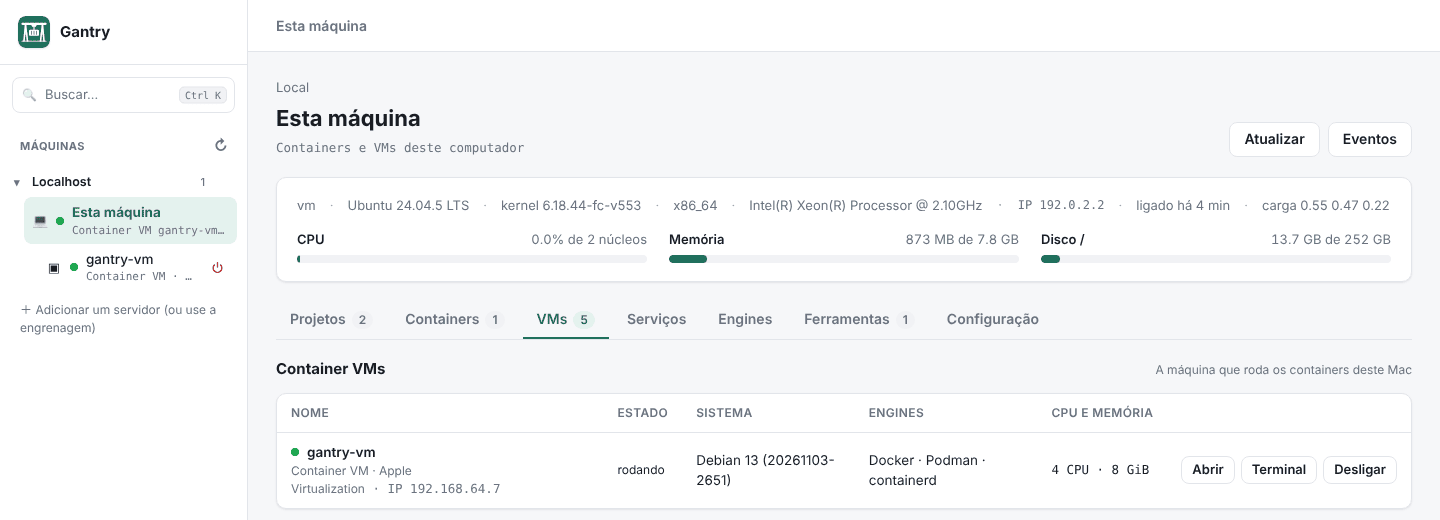 Gantry
Buscar...
Ctrl K
MÁQUINAS
Localhost 1
Esta máquina
Container VM gantry-vm…
gantry-vm
Container VM · …
+ Adicionar um servidor (ou use a
engrenagem)
Esta máquina
Local
Esta máquina
Containers e VMs deste computador
Atualizar Eventos
vm · Ubuntu 24.04.5 LTS · kernel 6.18.44-fc-v553 · x86_64 · Intel(R) Xeon(R) Processor @ 2.10GHz · IP 192.0.2.2 · ligado há 4 min · carga 0.55 0.47 0.22
CPU 0.0% de 2 núcleos Memória 873 MB de 7.8 GB Disco / 13.7 GB de 252 GB
Projetos 2 Containers 1 VMs 5 Serviços Engines Ferramentas 1 Configuração
Container VMs A máquina que roda os containers deste Mac
NOME ESTADO SISTEMA ENGINES CPU E MEMÓRIA
gantry-vm
Container VM · Apple
Virtualization · IP 192.168.64.7
rodando
Debian 13 (20261103-
2651)
Docker · Podman ·
containerd
4 CPU · 8 GiB
Abrir Terminal Desligar